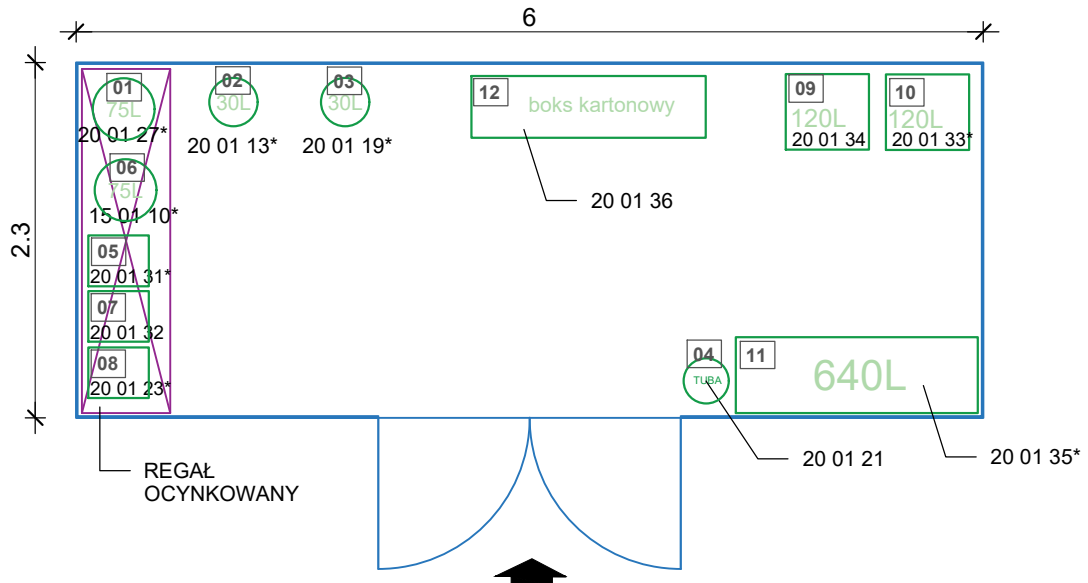 6
2.3
01
75L
20 01 27*
02
30L
20 01 13*
03
30L
20 01 19*
12
boks kartonowy
20 01 36
09
120L
20 01 34
10
120L
20 01 33*
06
75L
15 01 10*
05
20 01 31*
07
20 01 32
08
20 01 23*
04
TUBA
20 01 21
11
640L
20 01 35*
REGAŁ
OCYNKOWANY